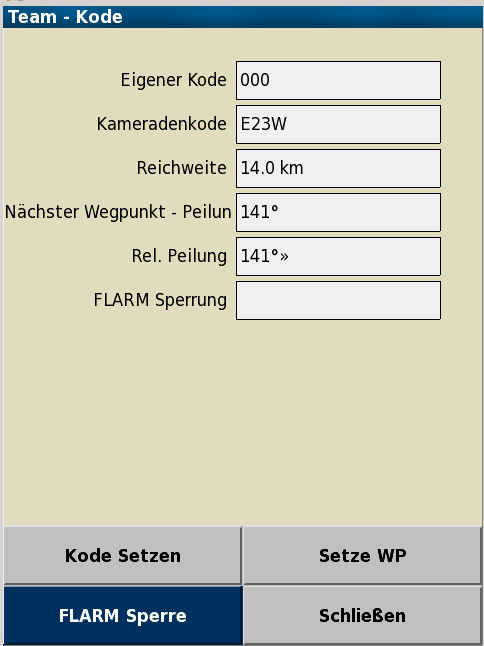 Team - Kode
Eigener Kode 000
Kameradenkode E23W
Reichweite 14.0 km
Nächster Wegpunkt - Peilun 141°
Rel. Peilung 141°»
FLARM Sperrung
Kode Setzen Setze WP
FLARM Sperre Schließen